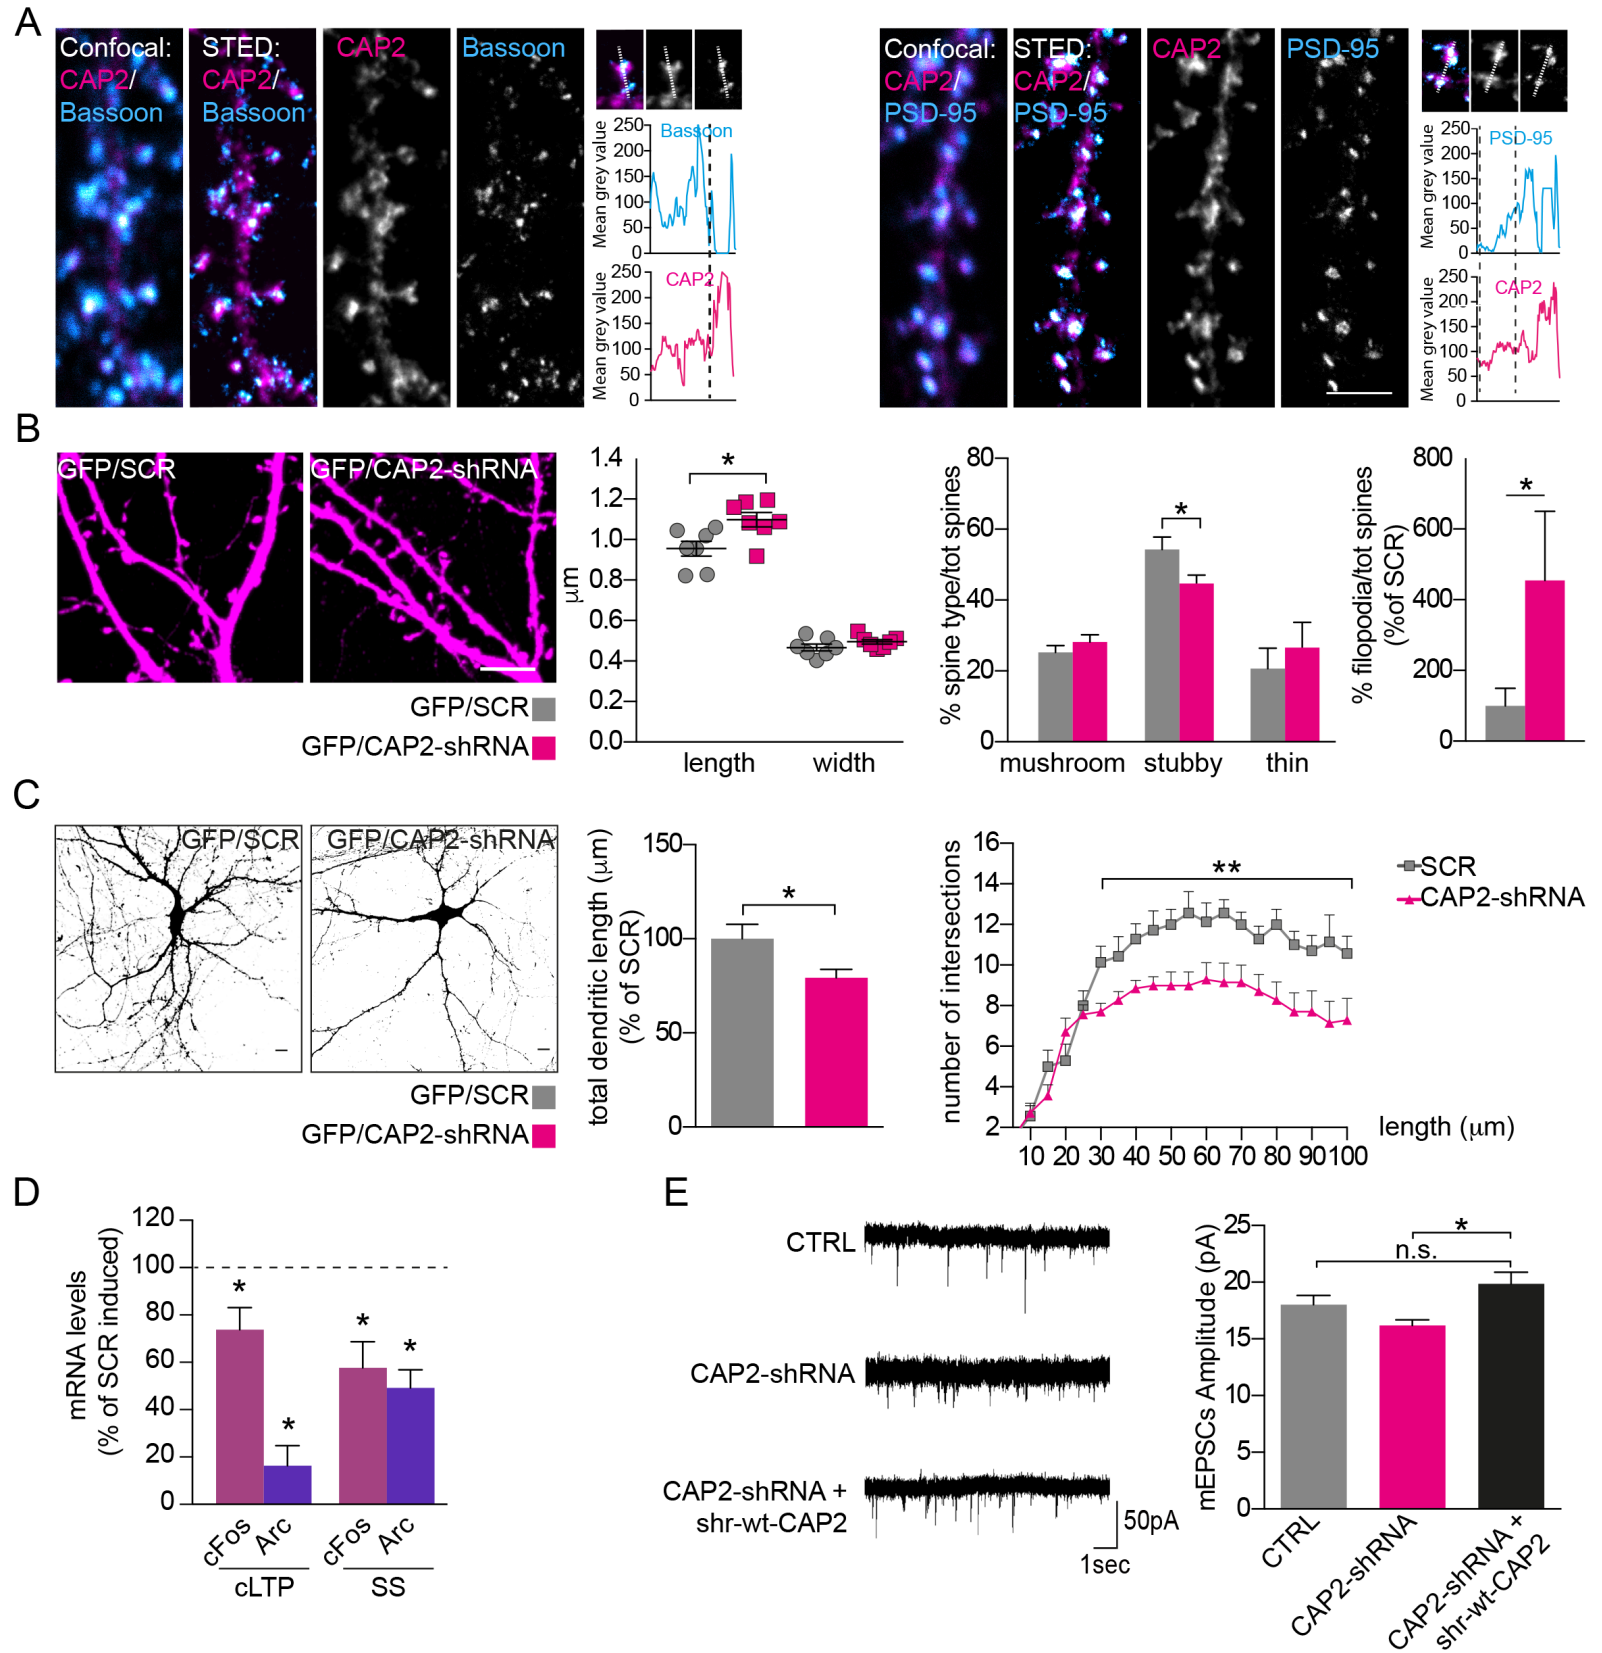 A
Confocal:
CAP2/
Bassoon
STED:
CAP2/
Bassoon
CAP2
Bassoon
Mean grey value
250
200
150
100
50
0
Bassoon
Mean grey value
250
200
150
100
50
0
CAP2
Confocal:
CAP2/
PSD-95
STED:
CAP2/
PSD-95
CAP2
PSD-95
Mean grey value
250
200
150
100
50
0
PSD-95
Mean grey value
250
200
150
100
50
0
CAP2
B
GFP/SCR
GFP/CAP2-shRNA
GFP/SCR
GFP/CAP2-shRNA
µm
1.4
1.2
1.0
0.8
0.6
0.4
0.2
0.0
*
length
width
% spine type/tot spines
80
60
40
20
0
*
mushroom
stubby
thin
% filopodia/tot spines
(%of SCR)
800
600
400
200
0
*
C
GFP/SCR
GFP/CAP2-shRNA
GFP/SCR
GFP/CAP2-shRNA
total dendritic length (µm)
(% of SCR)
150
100
50
0
*
number of intersections
16
14
12
10
8
6
4
2
**
SCR
CAP2-shRNA
10 20 30 40 50 60 70 80 90 100
length (µm)
D
mRNA levels
(% of SCR induced)
120
100
80
60
40
20
0
*
*
*
*
cFos
Arc
cFos
Arc
cLTP
SS
E
CTRL
CAP2-shRNA
CAP2-shRNA +
shr-wt-CAP2
50pA
1sec
mEPSCs Amplitude (pA)
25
20
15
10
5
0
*
n.s.
CTRL
CAP2-shRNA
CAP2-shRNA +
shr-wt-CAP2